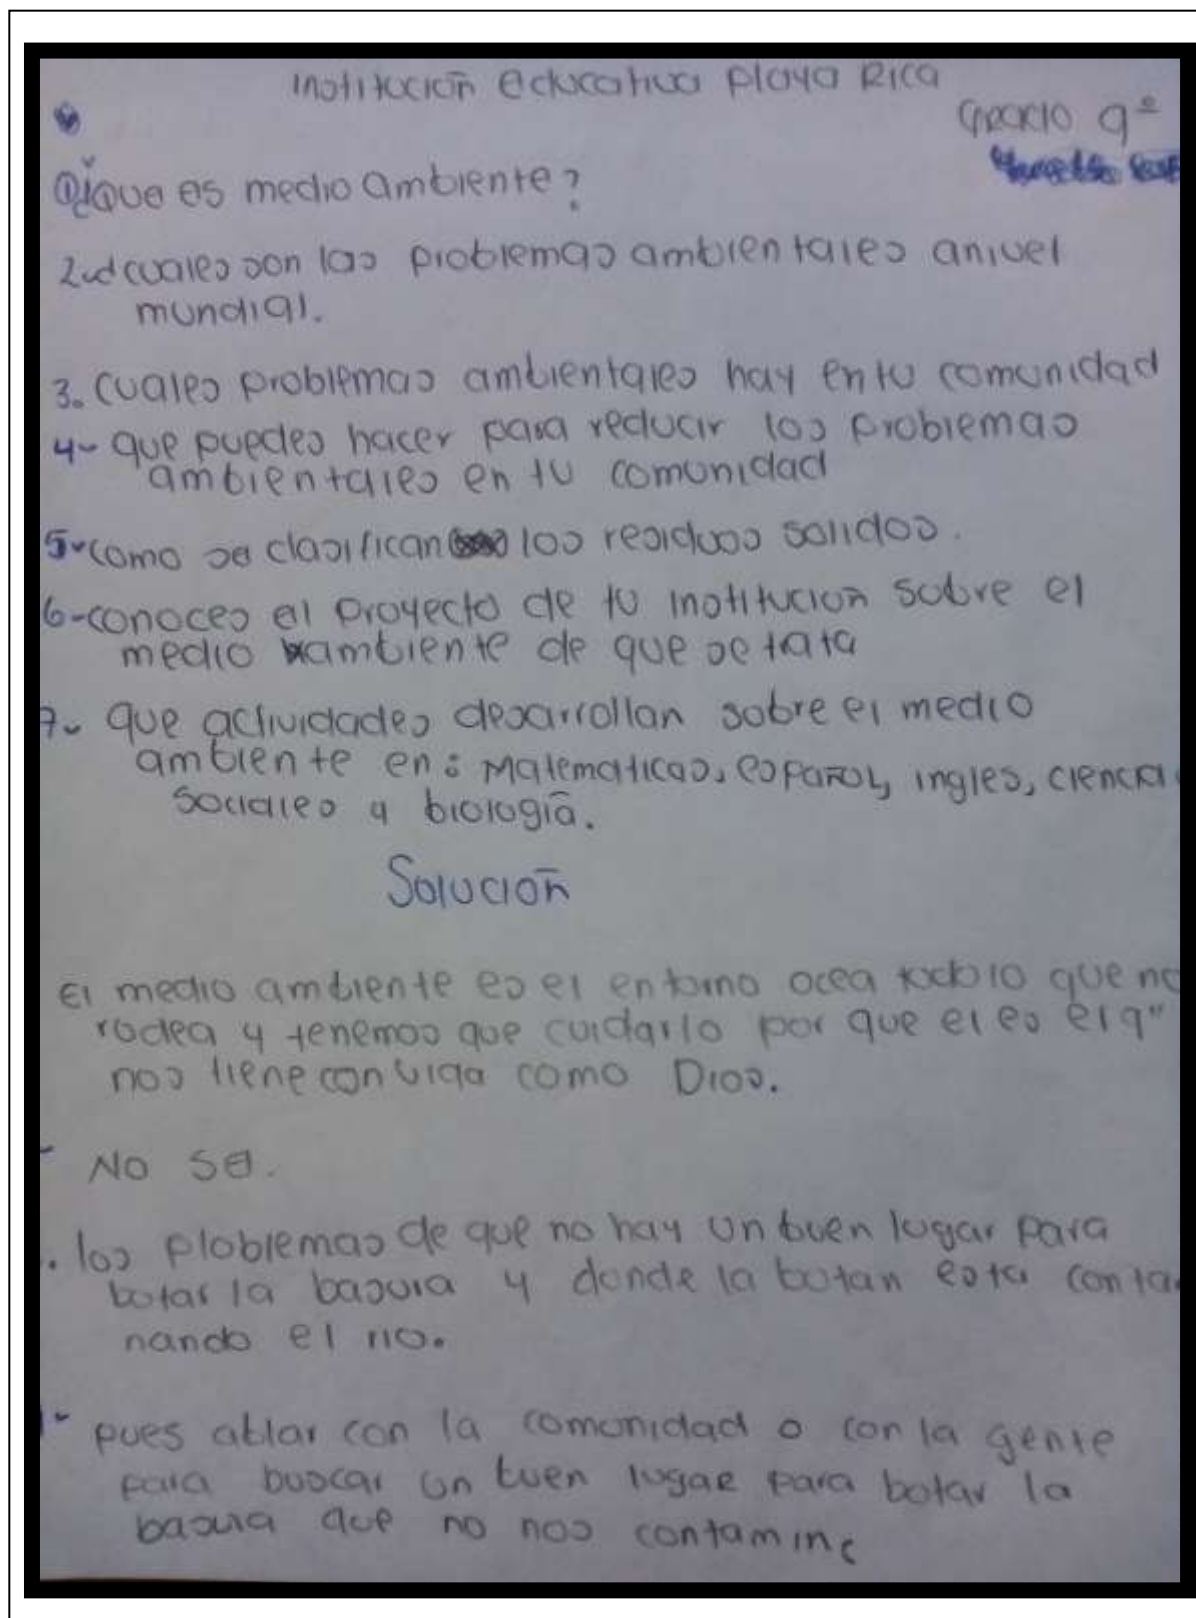 Institución educativa playa Rica
Grado 9º
1 ¿que es medio ambiente?
2. ¿cuales son los problemas ambientales anivel
mundial.
3. cuales problemas ambientales hay en tu comunidad
4- que puedes hacer para reducir los problemas
ambientales en tu comunidad
5- como se clasifican los residuos solidos.
6- conoces el proyecto de tu institución sobre el
medio ambiente de que se trata
7- que actividades desarrollan sobre el medio
ambiente en: Matematicas, español, ingles, ciencia
sociales y biología.
Solución
El medio ambiente es el entorno ocea todo lo que no
rodea y tenemos que cuidarlo por que el es el q"
nos tiene con vida como Dios.
- No se.
. los ploblemas de que no hay un buen lugar para
botar la basura y donde la botan esta conta
nando el rio.
- pues ablar con la comunidad o con la gente
para buscar un buen lugar para botar la
basura que no nos contamine